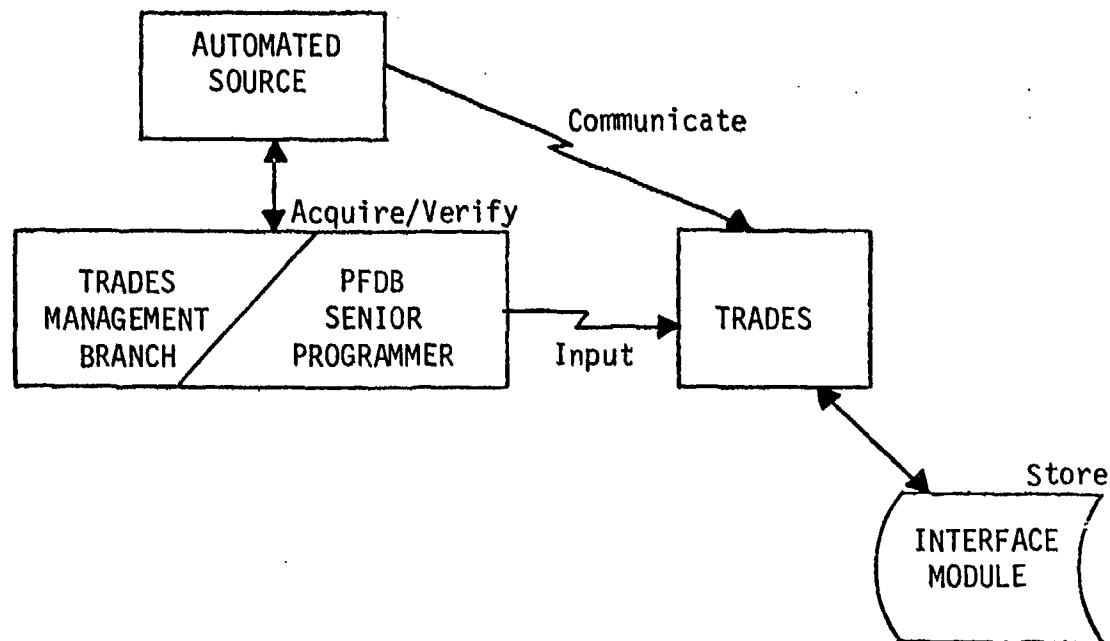 AUTOMATED
SOURCE
Communicate
Acquire/Verify
TRADES
MANAGEMENT
BRANCH
PFDB
SENIOR
PROGRAMMER
Input
TRADES
Store
INTERFACE
MODULE